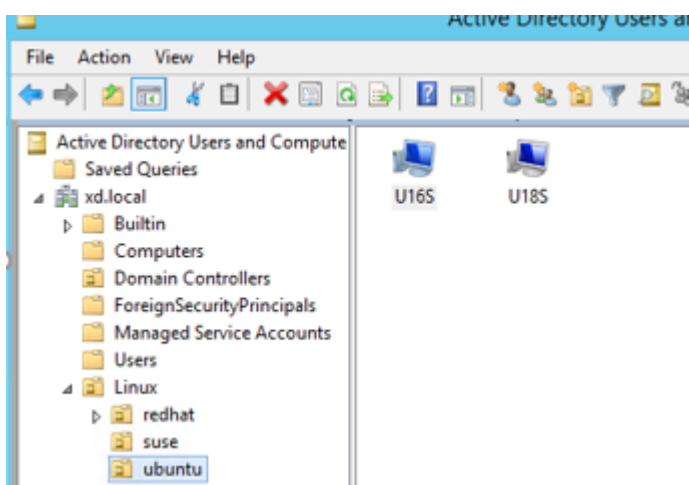 Active Directory Users a
File Action View Help
Active Directory Users and Compute
Saved Queries
xd.local
Builtin
Computers
Domain Controllers
ForeignSecurityPrincipals
Managed Service Accounts
Users
Linux
redhat
suse
ubuntu
U16S U18S